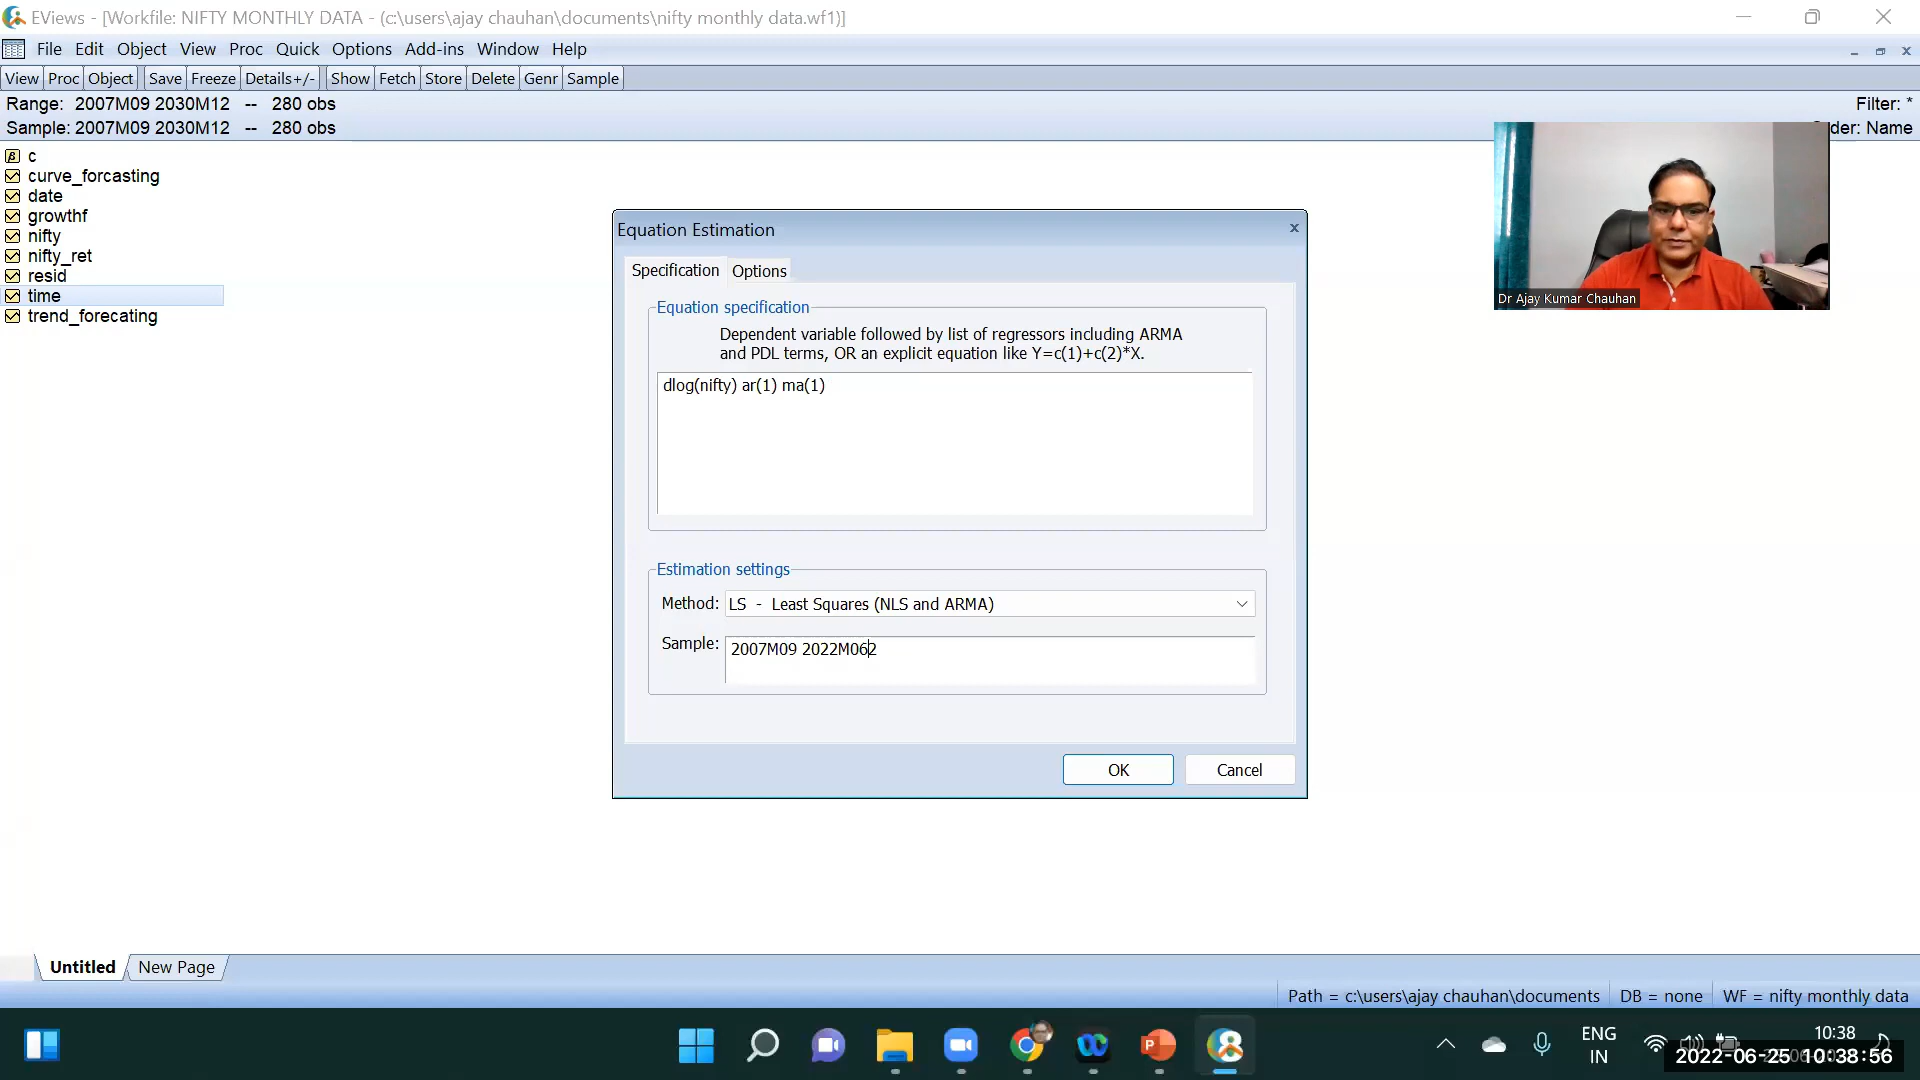 EViews - [Workfile: NIFTY MONTHLY DATA - (c:\users\ajay chauhan\documents\nifty monthly data.wf1)]
File Edit Object View Proc Quick Options Add-ins Window Help
View Proc Object Save Freeze Details+/- Show Fetch Store Delete Genr Sample
Range: 2007M09 2030M12 -- 280 obs
Filter: *
Sample: 2007M09 2030M12 -- 280 obs
der: Name
c
curve_forcasting
date
growthf
nifty
nifty_ret
resid
time
trend_forecating
Dr Ajay Kumar Chauhan
Equation Estimation
Specification Options
Equation specification
Dependent variable followed by list of regressors including ARMA
and PDL terms, OR an explicit equation like Y=c(1)+c(2)*X.
dlog(nifty) ar(1) ma(1)
Estimation settings
Method: LS - Least Squares (NLS and ARMA)
Sample: 2007M09 2022M062
OK Cancel
Untitled New Page
Path = c:\users\ajay chauhan\documents DB = none WF = nifty monthly data
ENG
IN
10:38
2022-06-25 10:38:56